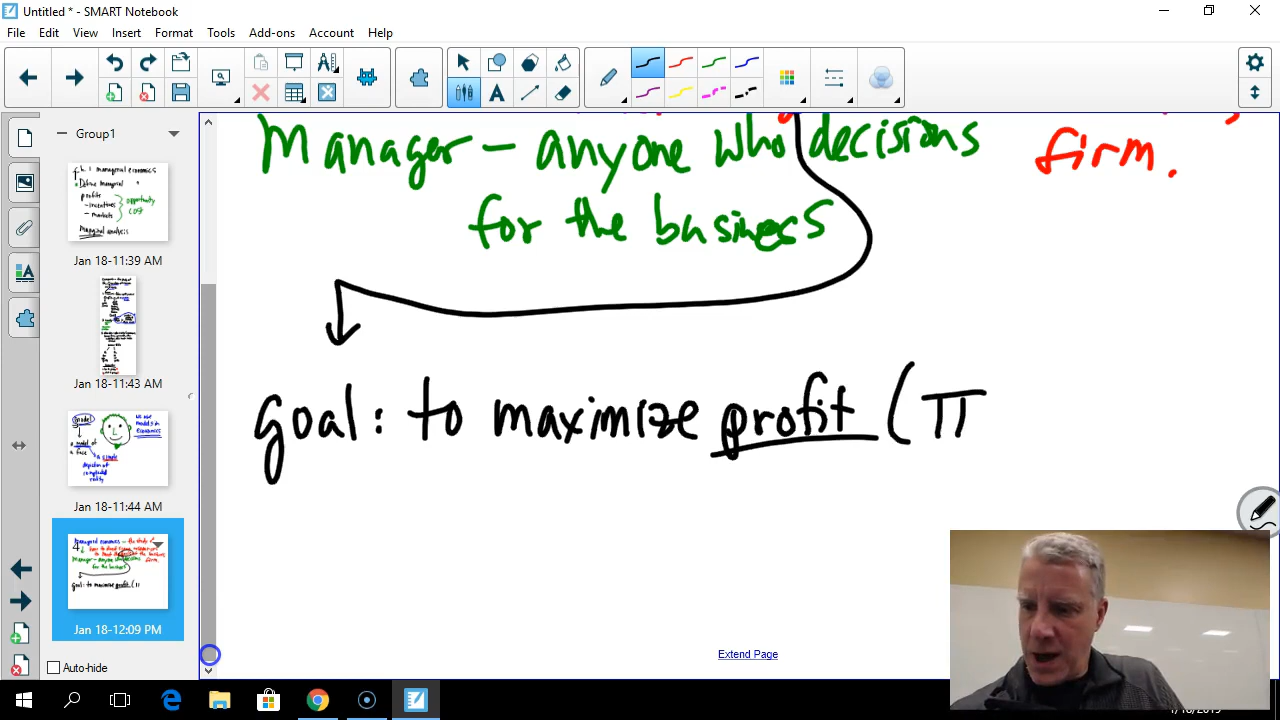 Untitled * - SMART Notebook
File Edit View Insert Format Tools Add-ons Account Help
Group1
Jan 18-11:39 AM
Jan 18-11:43 AM
Jan 18-11:44 AM
Jan 18-12:09 PM
Auto-hide
Manager - anyone who decisions
for the business
firm.
goal: to maximize profit (π
Extend Page